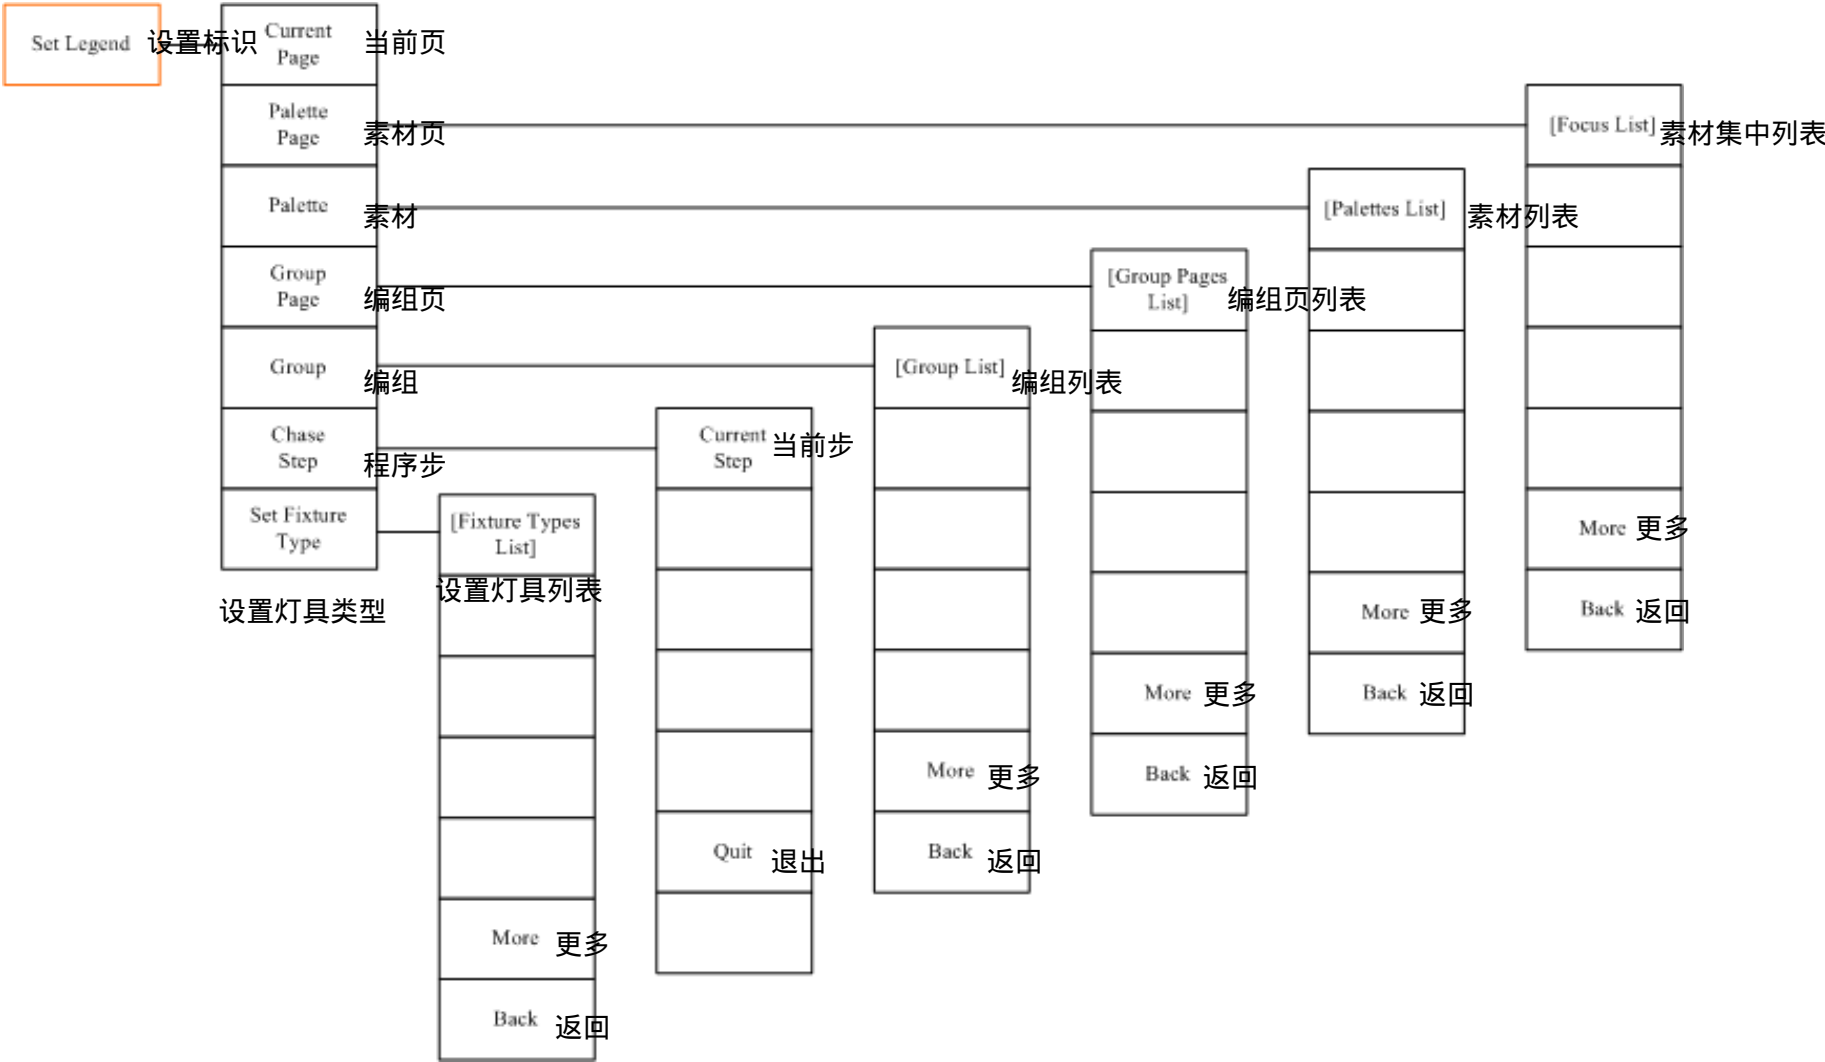 Set Legend
设置标识
Current
Page
当前页
Palette
Page
素材页
Palette
素材
Group
Page
编组页
Group
编组
Chase
Step
程序步
Set Fixture
Type
设置灯具类型
[Fixture Types
List]
设置灯具列表
More
更多
Back
返回
Current
Step
当前步
Quit
退出
[Group List]
编组列表
More
更多
Back
返回
[Group Pages
List]
编组页列表
More
更多
Back
返回
[Palettes List]
素材列表
More
更多
Back
返回
[Focus List]
素材集中列表
More
更多
Back
返回